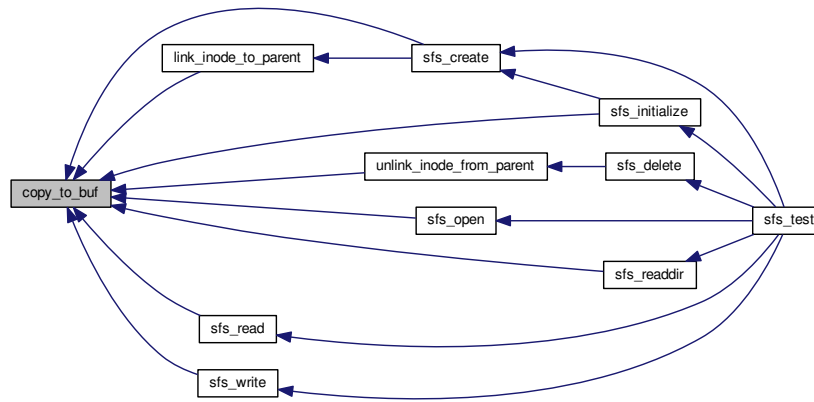 link_inode_to_parent
sfs_create
sfs_initialize
unlink_inode_from_parent
sfs_delete
copy_to_buf
sfs_open
sfs_test
sfs_readdir
sfs_read
sfs_write